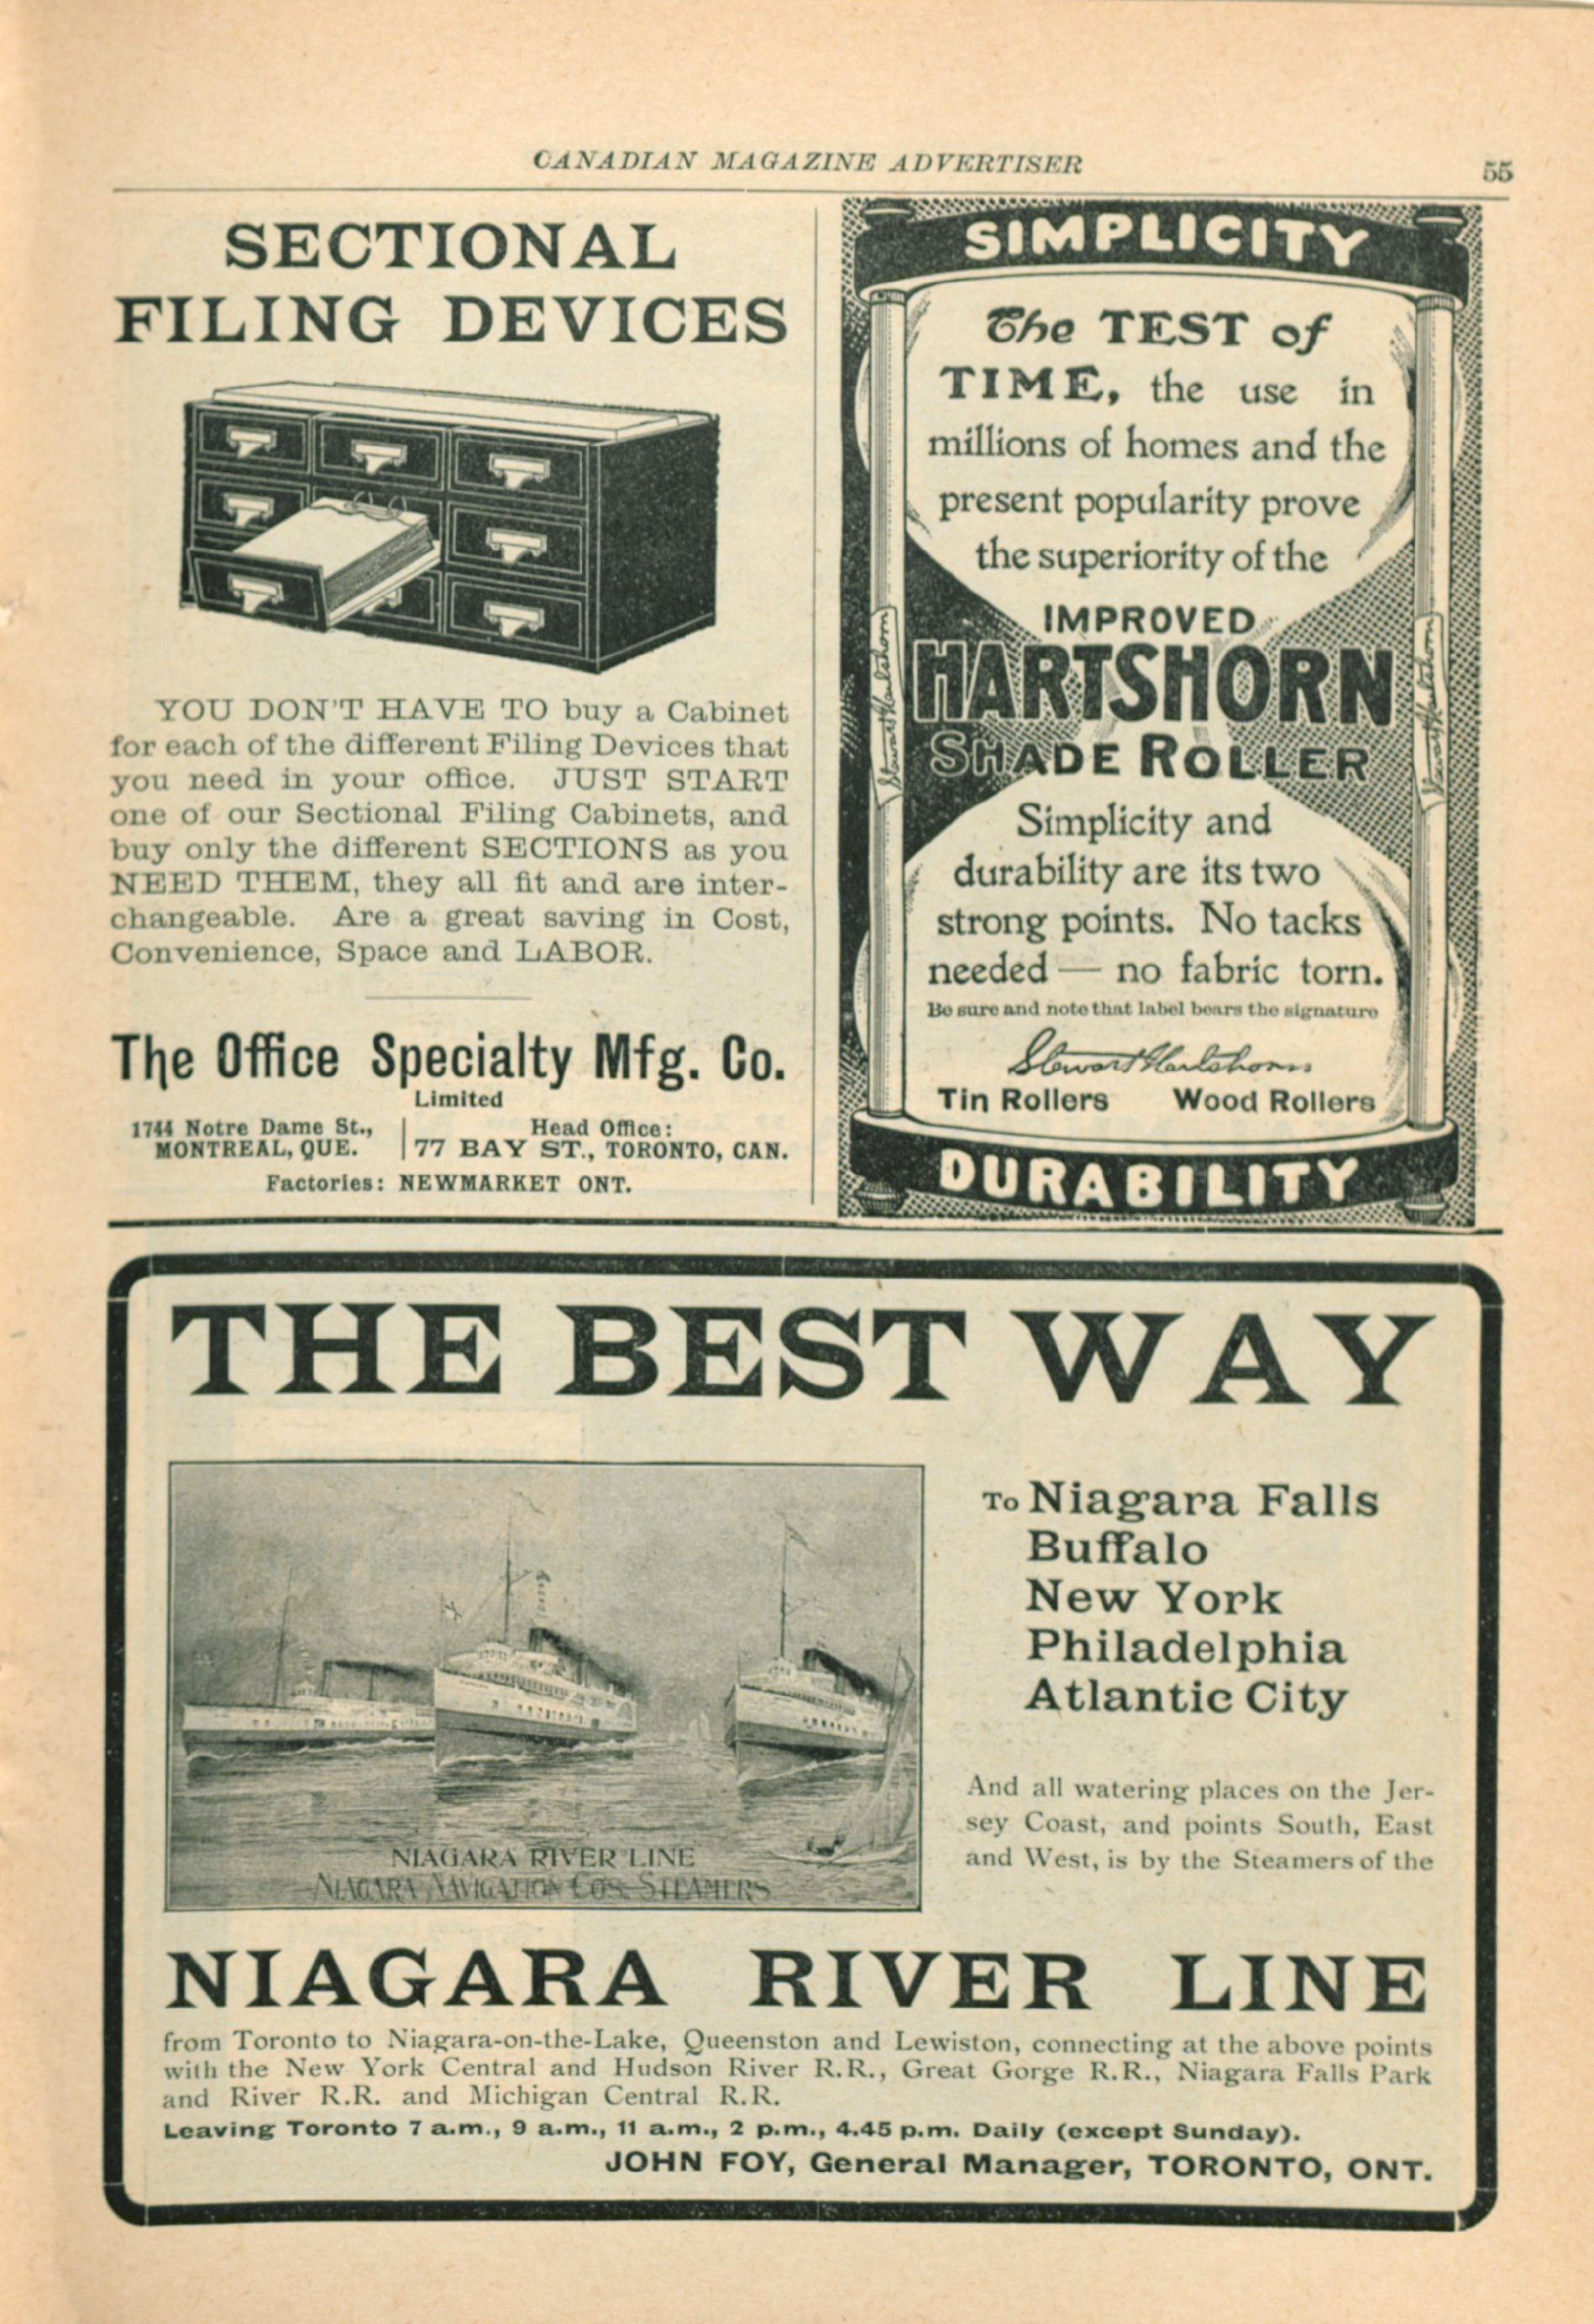 CANADIAN MAGAZINE ADVERTISER
55
SECTIONAL
FILING DEVICES
YOU DON'T HAVE TO buy a Cabinet
for each of the different Filing Devices that
you need in your office. JUST START
one of our Sectional Filing Cabinets, and
buy only the different SECTIONS as you
NEED THEM, they all fit and are inter-
changeable. Are a great saving in Cost,
Convenience, Space and LABOR.
The Office Specialty Mfg. Co.
Limited
1744 Notre Dame St.,
MONTREAL, QUE.
Head Office:
77 BAY ST., TORONTO, CAN.
Factories: NEWMARKET ONT.
SIMPLICITY
The TEST of
TIME, the use in
millions of homes and the
present popularity prove
the superiority of the
IMPROVED
HARTSHORN
SHADE ROLLER
Stewart Hartshorn
Stewart Hartshorn
Simplicity and
durability are its two
strong points. No tacks
needed — no fabric torn.
Be sure and note that label bears the signature
Stewart Hartshorn
Tin Rollers Wood Rollers
DURABILITY
THE BEST WAY
NIAGARA RIVER LINE
NIAGARA NAVIGATION CO'S. STEAMERS
To Niagara Falls
Buffalo
New York
Philadelphia
Atlantic City
And all watering places on the Jer-
sey Coast, and points South, East
and West, is by the Steamers of the
NIAGARA RIVER LINE
from Toronto to Niagara-on-the-Lake, Queenston and Lewiston, connecting at the above points
with the New York Central and Hudson River R.R., Great Gorge R.R., Niagara Falls Park
and River R.R. and Michigan Central R.R.
Leaving Toronto 7 a.m., 9 a.m., 11 a.m., 2 p.m., 4.45 p.m. Daily (except Sunday).
JOHN FOY, General Manager, TORONTO, ONT.